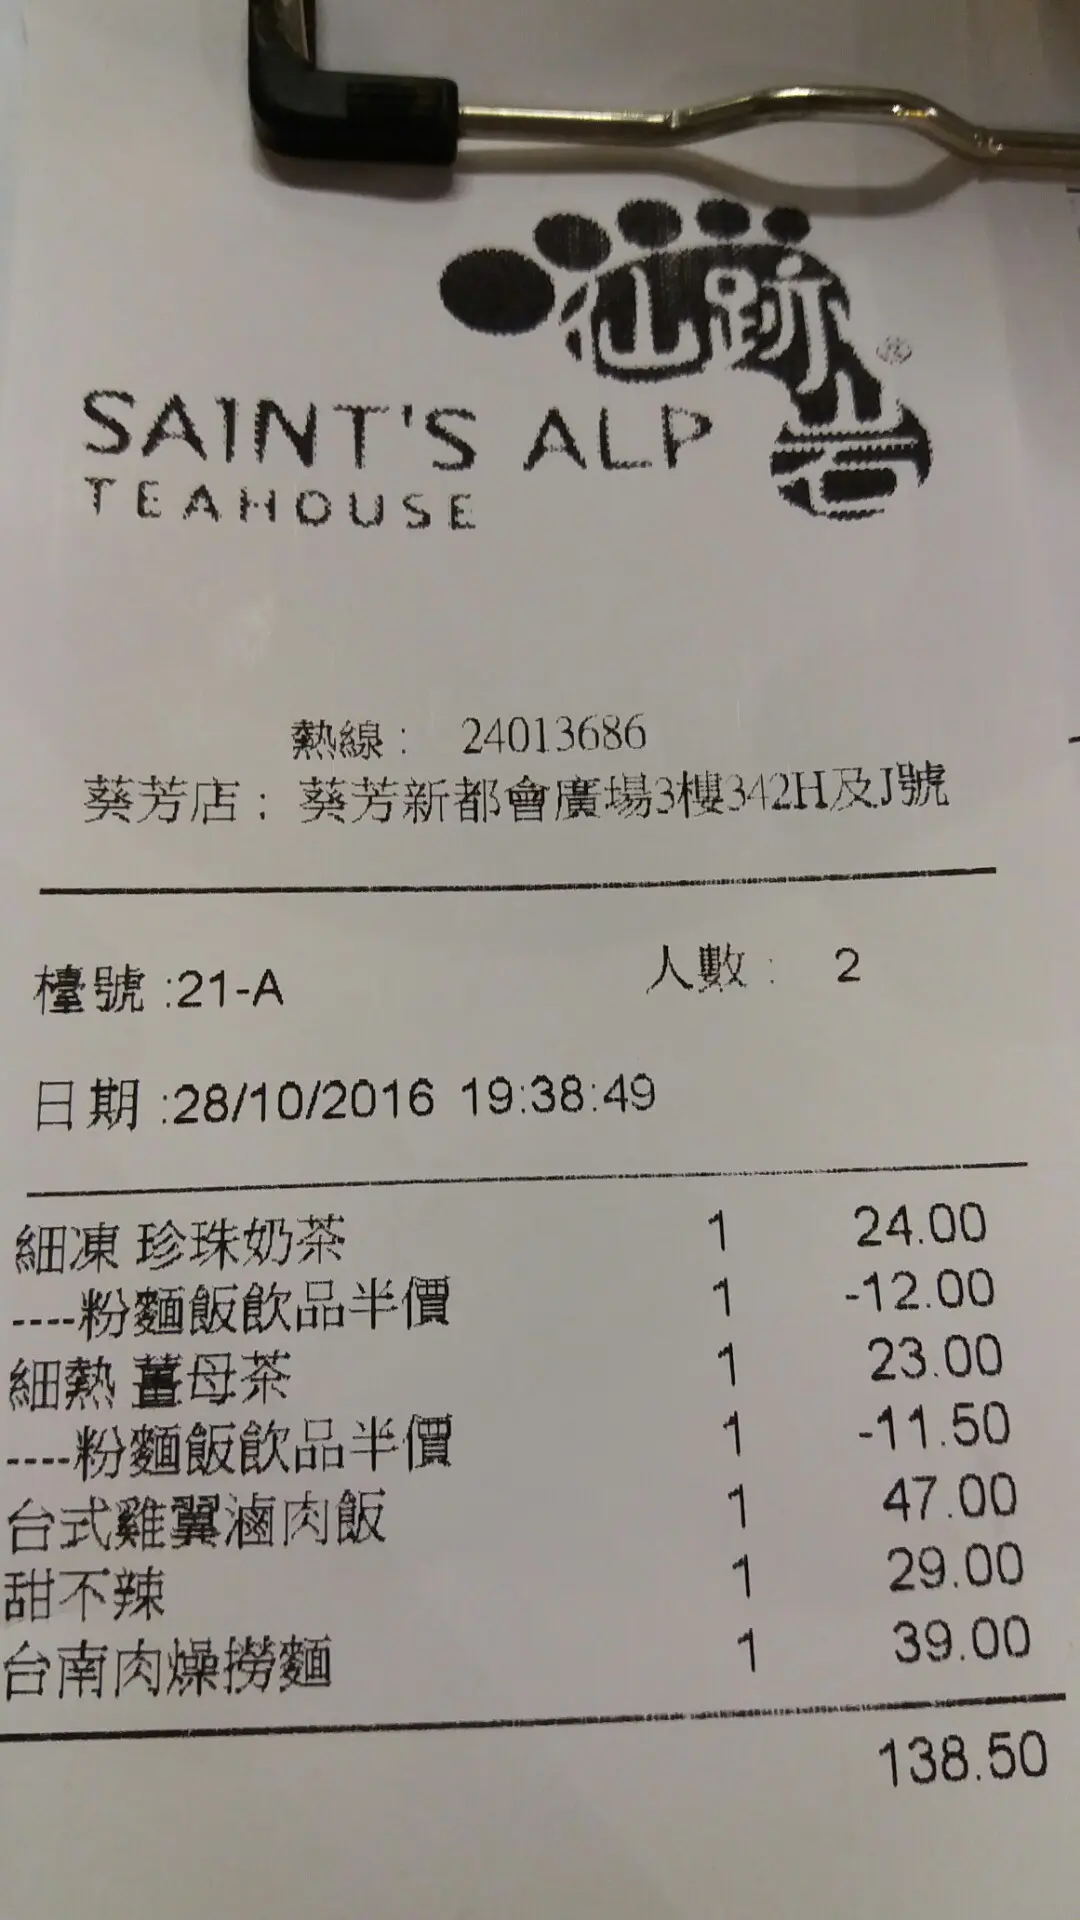 仙跡岩®
SAINT'S ALP
TEAHOUSE
熱線： 24013686
葵芳店：葵芳新都會廣場3樓342H及J號
檯號 :21-A 人數： 2
日期 :28/10/2016 19:38:49
細凍 珍珠奶茶 1 24.00
----粉麵飯飲品半價 1 -12.00
細熱 薑母茶 1 23.00
----粉麵飯飲品半價 1 -11.50
台式雞翼滷肉飯 1 47.00
甜不辣 1 29.00
台南肉燥撈麵 1 39.00
138.50